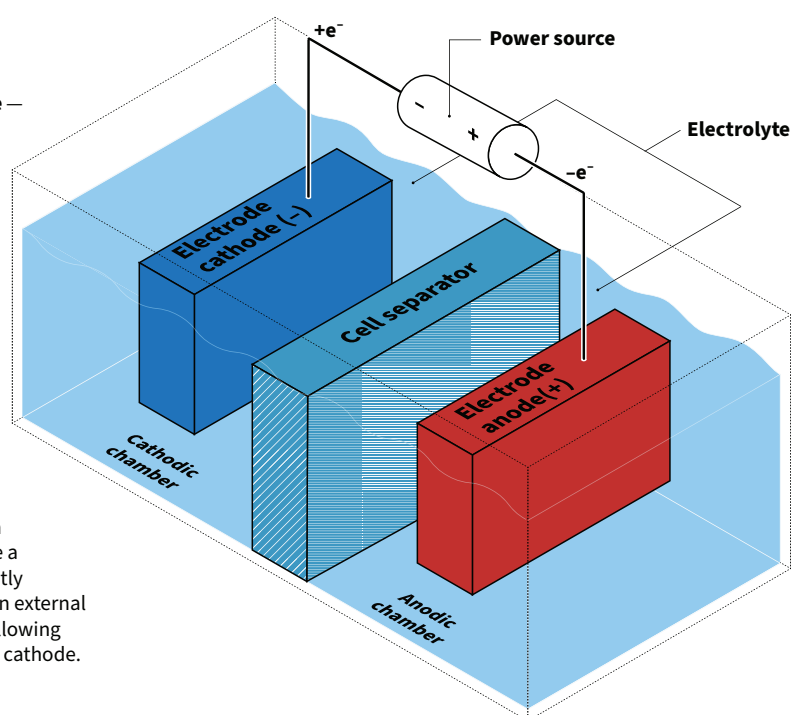 +e⁻
Power source
e —
Electrolyte
–e⁻
−
+
Electrode
cathode (−)
Cell separator
Electrode
anode(+)
Cathodic
chamber
Anodic
chamber
e a
tly
n external
lowing
cathode.